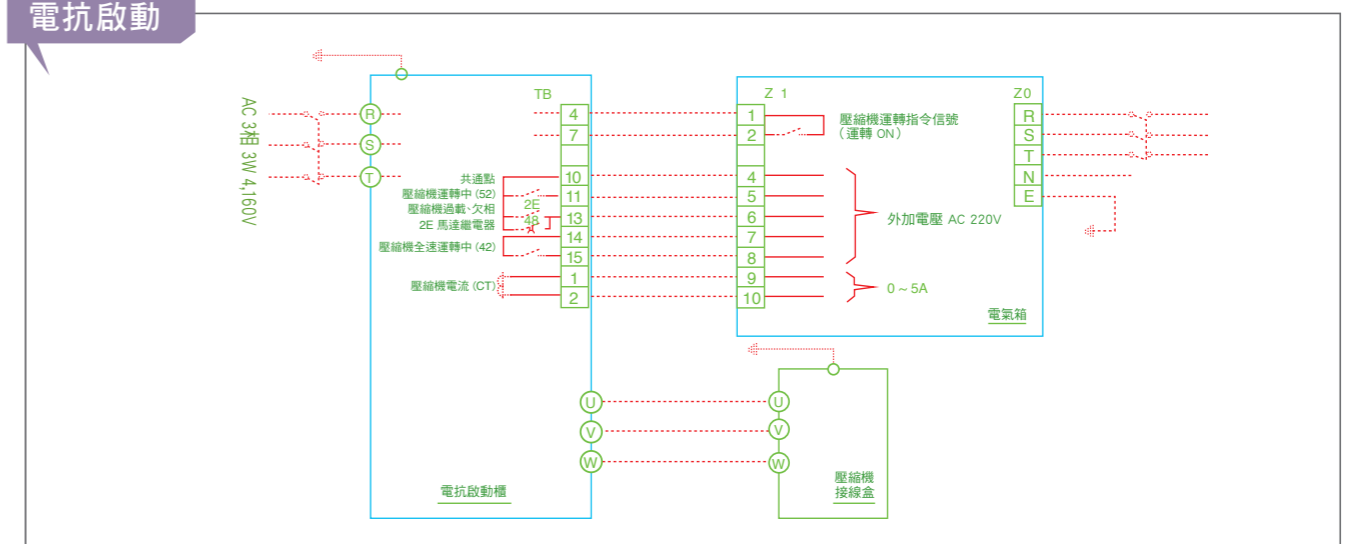 電抗啟動
AC 3相 3W 4,160V
R
S
T
TB
4
7
10
11
13
14
15
1
2
共通點
壓縮機運轉中 (52)
壓縮機過載、欠相
2E 馬達繼電器
2E
48
壓縮機全速運轉中 (42)
壓縮機電流 (CT)
U
V
W
電抗啟動櫃
Z 1
1
2
4
5
6
7
8
9
10
壓縮機運轉指令信號
（運轉 ON）
外加電壓 AC 220V
0 ~ 5A
Z0
R
S
T
N
E
電氣箱
U
V
W
壓縮機
接線盒